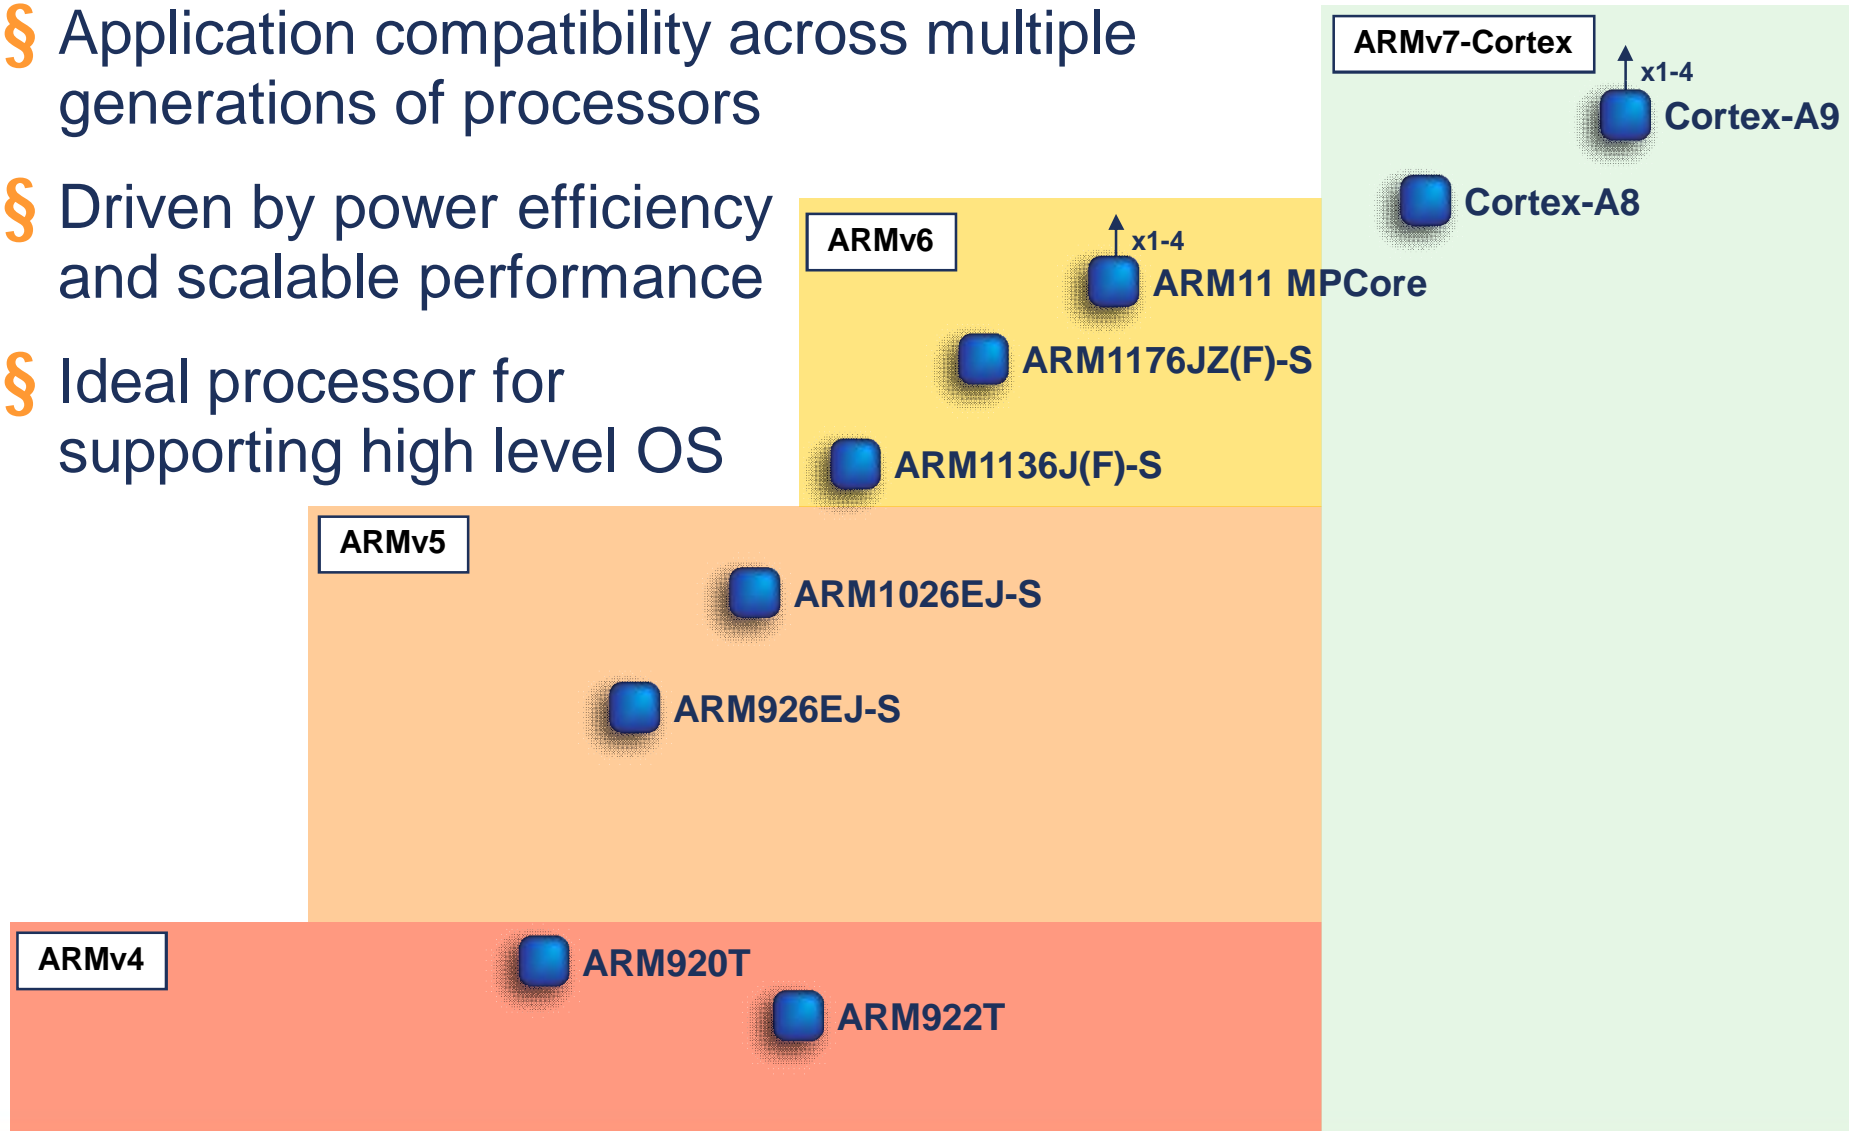 § Application compatibility across multiple
generations of processors
§ Driven by power efficiency
and scalable performance
§ Ideal processor for
supporting high level OS
ARMv7-Cortex
x1-4
Cortex-A9
Cortex-A8
ARMv6
x1-4
ARM11 MPCore
ARM1176JZ(F)-S
ARM1136J(F)-S
ARMv5
ARM1026EJ-S
ARM926EJ-S
ARMv4
ARM920T
ARM922T